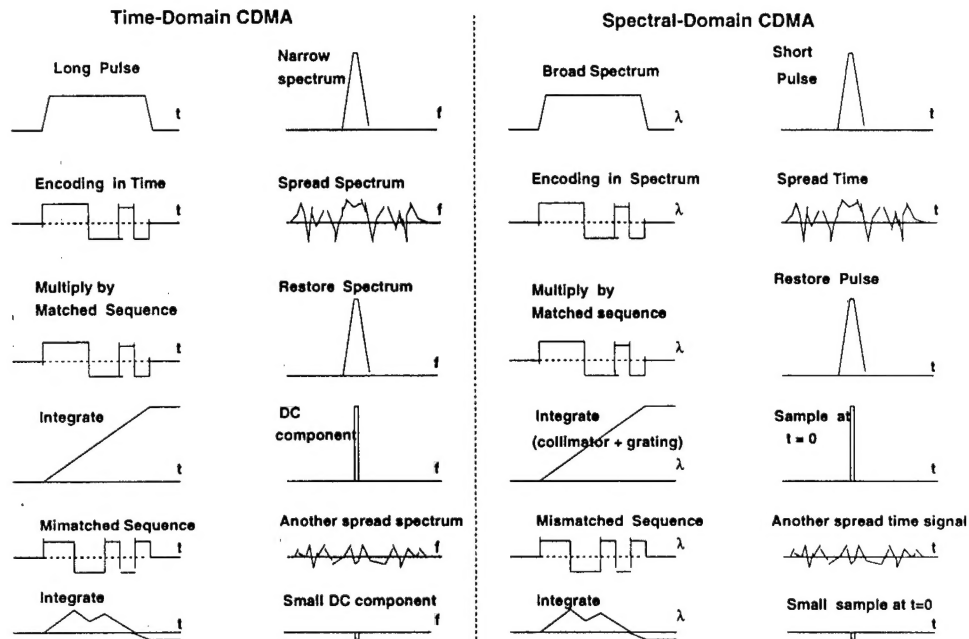 Time-Domain CDMA
Spectral-Domain CDMA
Long Pulse
t
Narrow
spectrum
f
Broad Spectrum
λ
Short
Pulse
t
Encoding in Time
t
Spread Spectrum
f
Encoding in Spectrum
λ
Spread Time
t
Multiply by
Matched Sequence
t
Restore Spectrum
f
Multiply by
Matched sequence
λ
Restore Pulse
t
Integrate
t
DC
component
f
Integrate
(collimator + grating)
λ
Sample at
t = 0
t
Mimatched Sequence
t
Another spread spectrum
f
Mismatched Sequence
λ
Another spread time signal
t
Integrate
t
Small DC component
f
Integrate
λ
Small sample at t=0
t